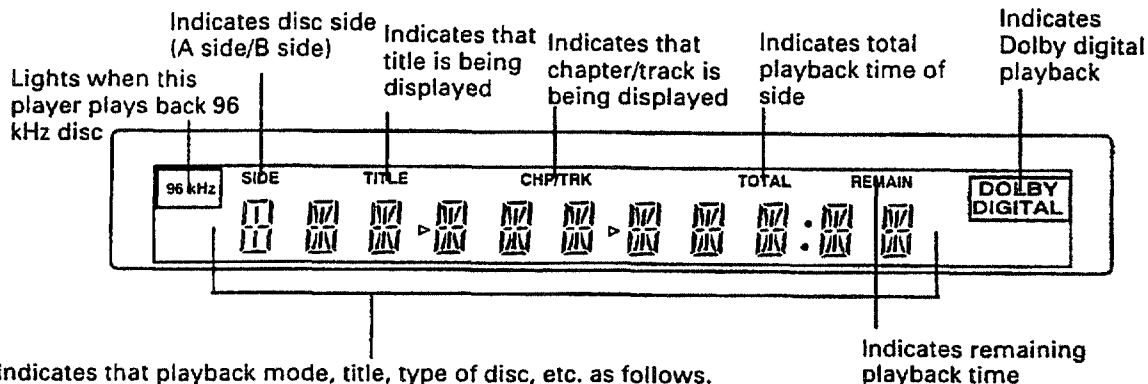 Indicates disc side
(A side/B side)
Indicates that
title is being
displayed
Indicates that
chapter/track is
being displayed
Indicates total
playback time of
side
Indicates
Dolby digital
playback
Lights when this
player plays back 96
kHz disc
96 kHz
SIDE
TITLE
CHP/TRK
TOTAL
REMAIN
DOLBY
DIGITAL
indicates that playback mode, title, type of disc, etc. as follows.
Indicates remaining
playback time